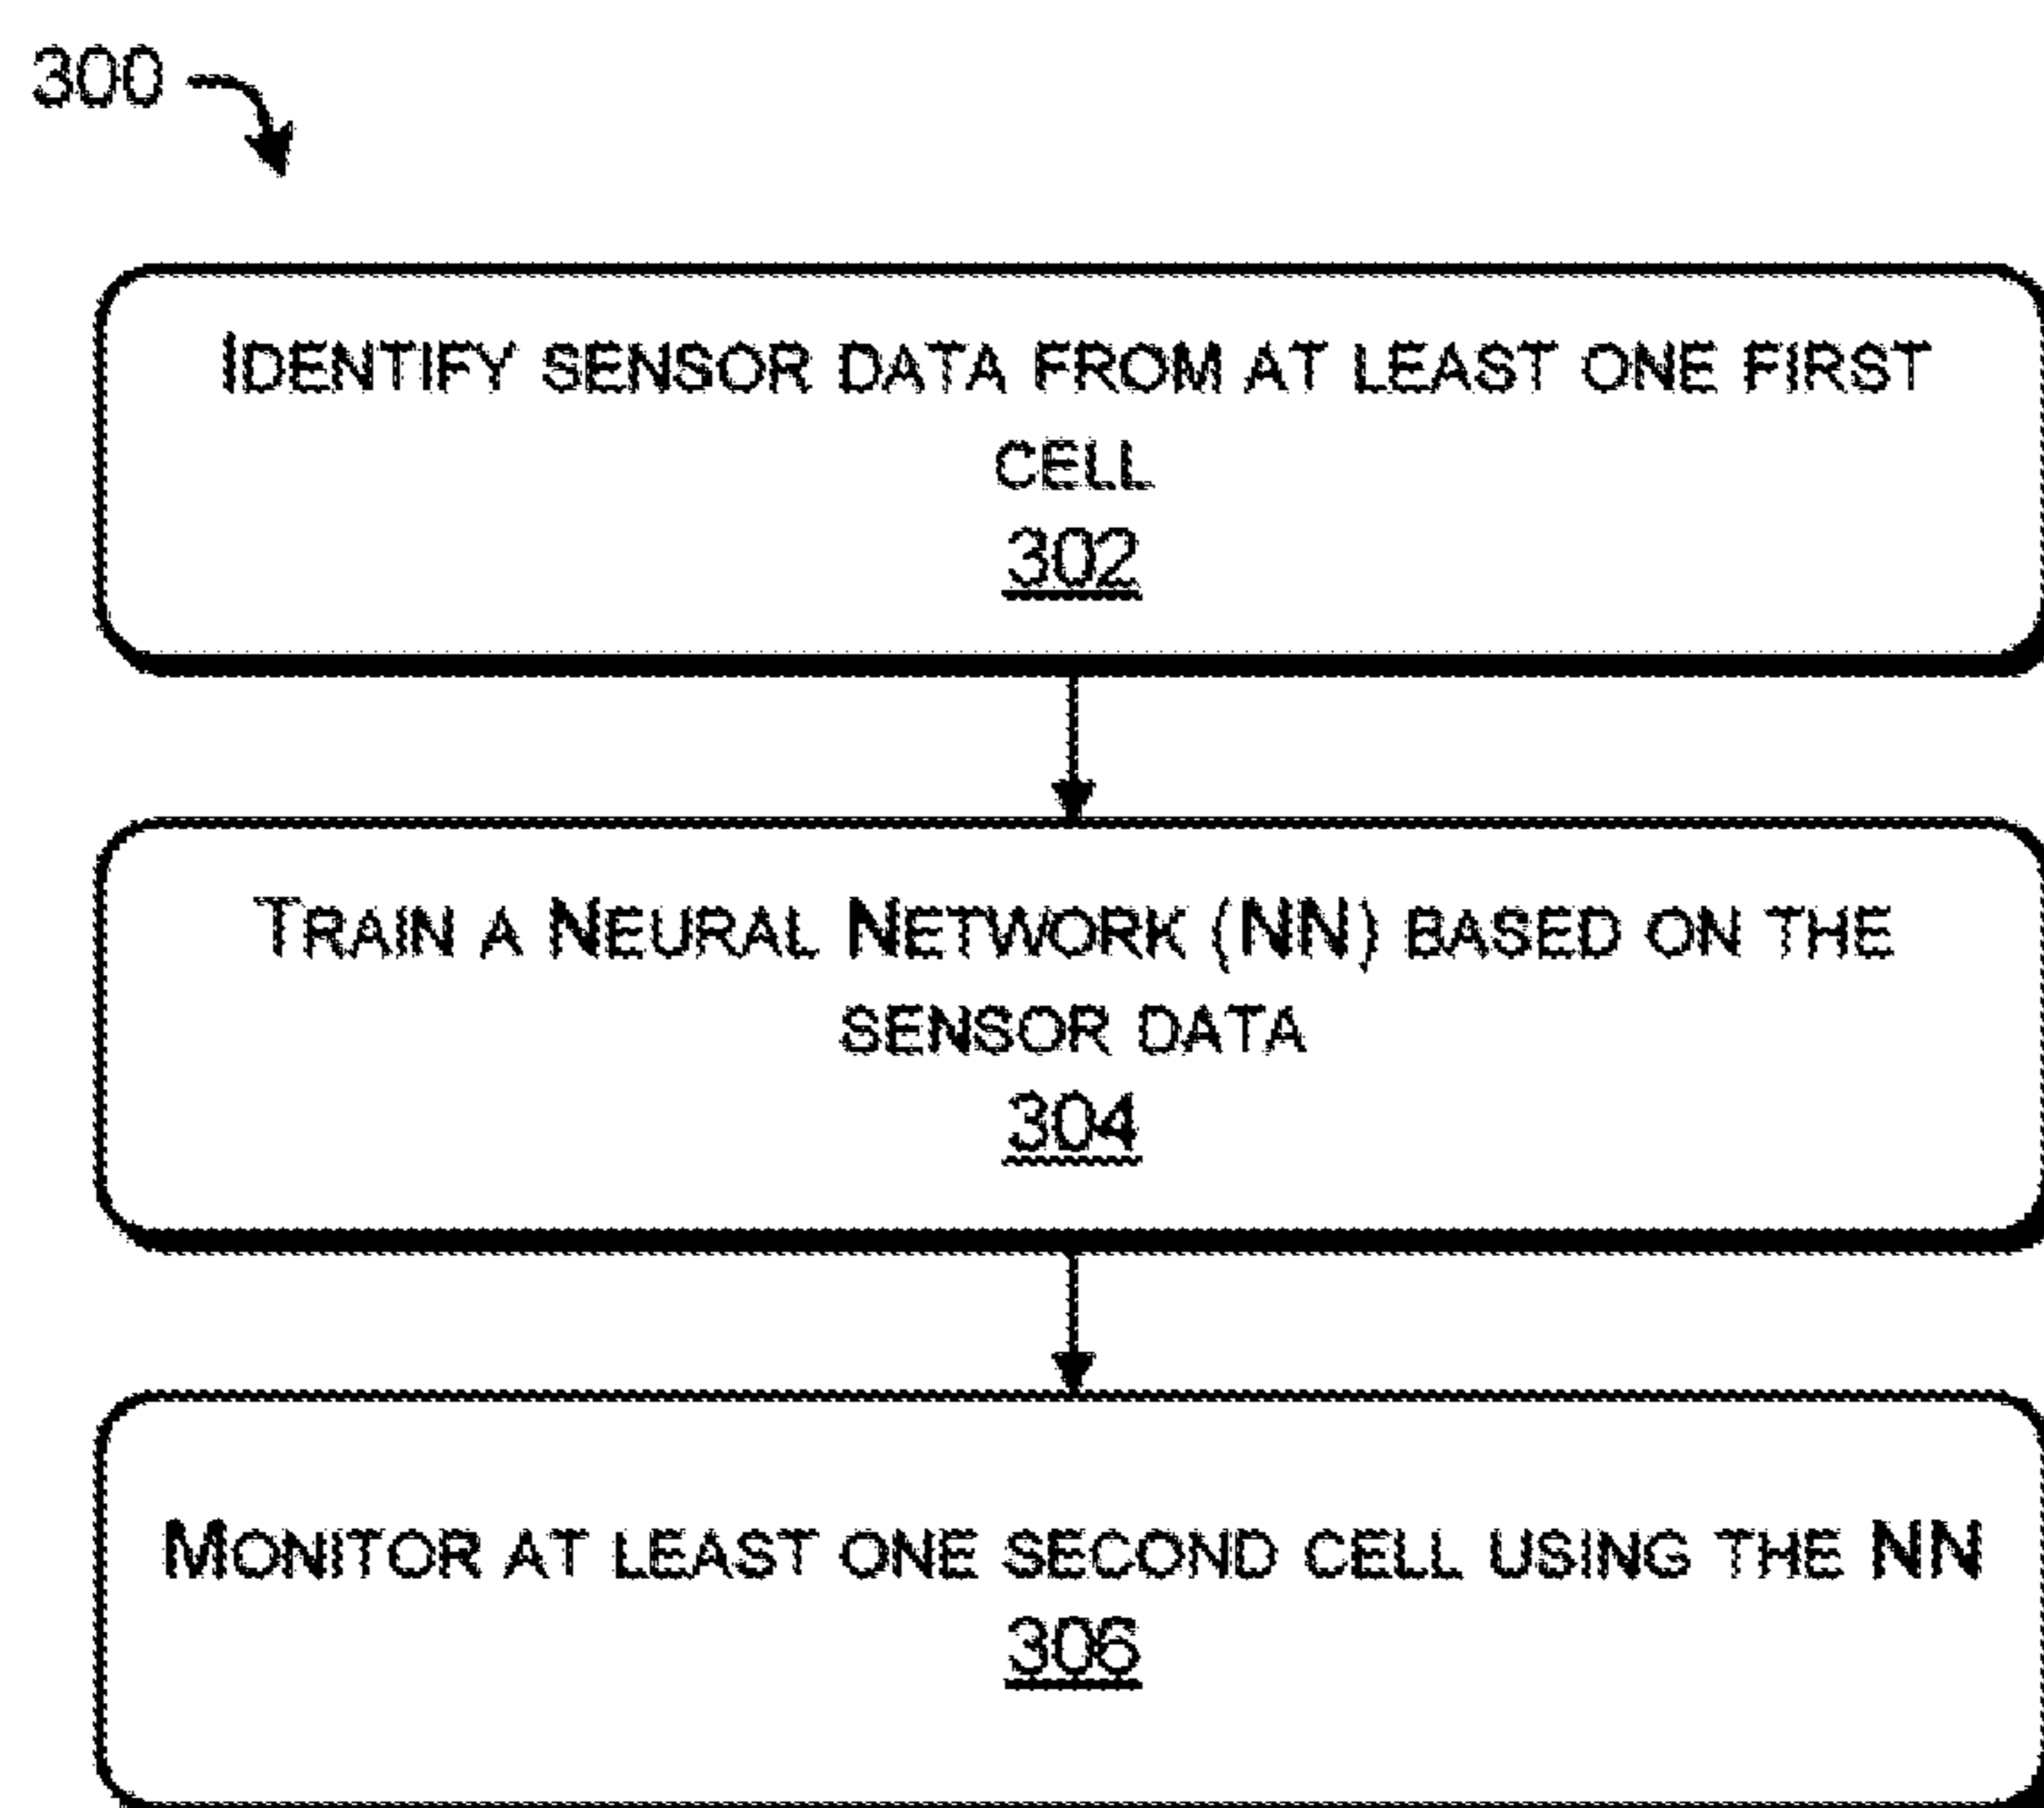 300
IDENTIFY SENSOR DATA FROM AT LEAST ONE FIRST
CELL
302
TRAIN A NEURAL NETWORK (NN) BASED ON THE
SENSOR DATA
304
MONITOR AT LEAST ONE SECOND CELL USING THE NN
306